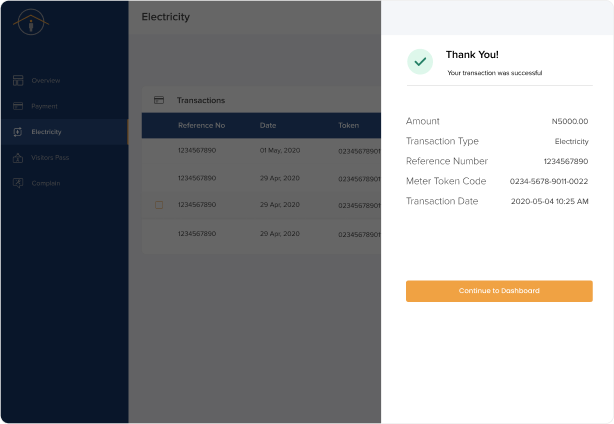 Electricity
Overview
Payment
Electricity
Visitors Pass
Complain
Transactions
Reference No Date Token
1234567890 01 May, 2020 02345678901
1234567890 29 Apr, 2020 02345678901
1234567890 29 Apr, 2020 02345678901
1234567890 29 Apr, 2020 02345678901
Thank You!
Your transaction was successful
Amount N5000.00
Transaction Type Electricity
Reference Number 1234567890
Meter Token Code 0234-5678-9011-0022
Transaction Date 2020-05-04 10:25 AM
Continue to Dashboard